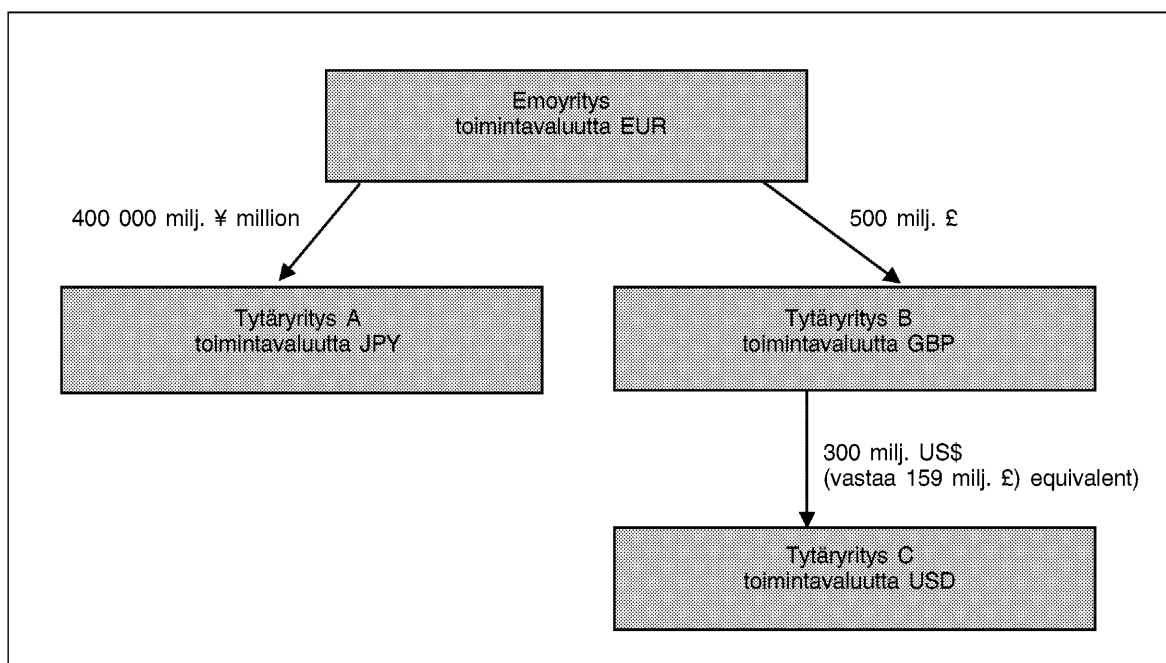 Emoyritys
toimintavaluutta EUR
400 000 milj. ¥ million
500 milj. £
Tytäryritys A
toimintavaluutta JPY
Tytäryritys B
toimintavaluutta GBP
300 milj. US$
(vastaa 159 milj. £) equivalent)
Tytäryritys C
toimintavaluutta USD